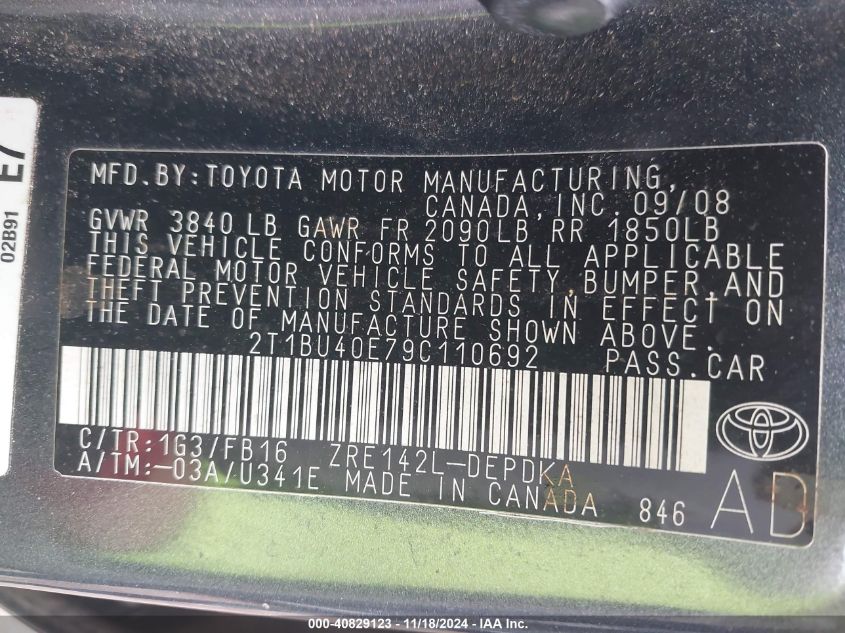 E7
02B91
MFD.BY:TOYOTA MOTOR MANUFACTURING,
CANADA,INC. 09/08
GVWR 3840 LB GAWR FR 2090LB RR 1850LB
THIS VEHICLE CONFORMS TO ALL APPLICABLE
FEDERAL MOTOR VEHICLE SAFETY,BUMPER,AND
THEFT PREVENTION STANDARDS IN EFFECT ON
THE DATE OF MANUFACTURE SHOWN ABOVE.
2T1BU40E79C110692 PASS.CAR
C/TR:1G3/FB16 ZRE142L-DEPDKA
A/TM:-03A/U341E MADE IN CANADA 846
AD
000-40829123 - 11/18/2024 - IAA, Inc.